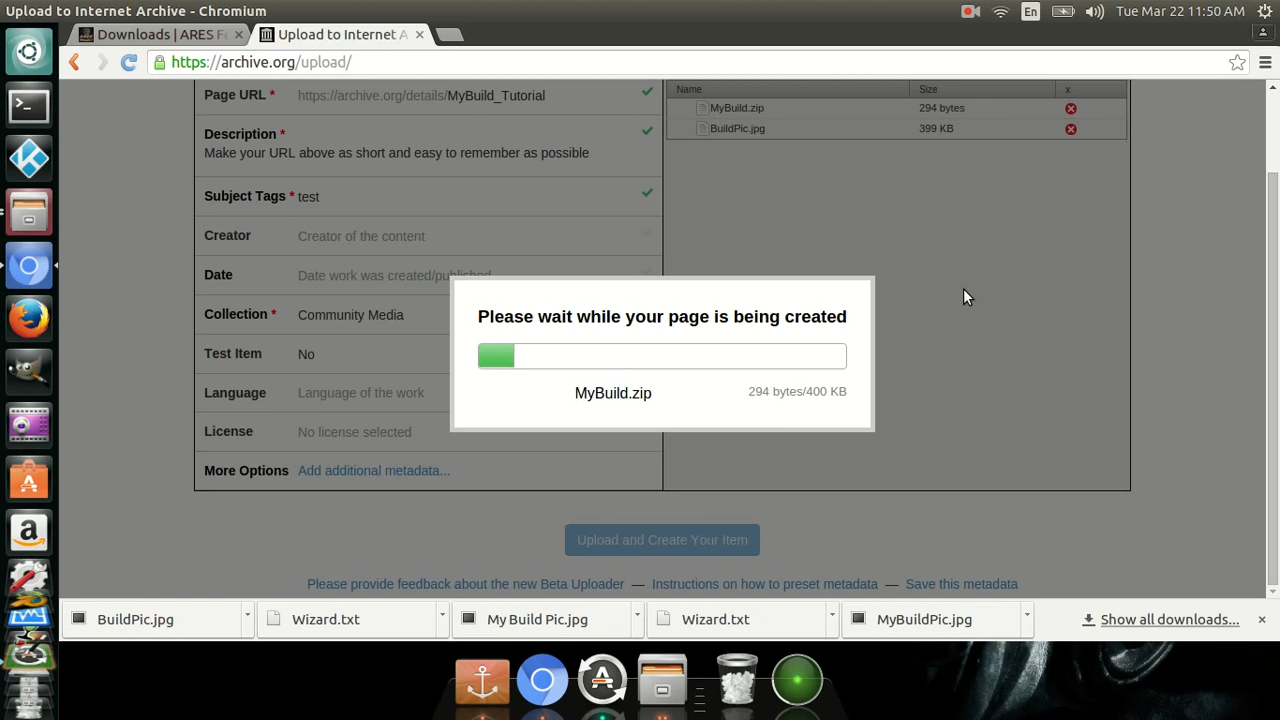 Upload to Internet Archive - Chromium
En
Tue Mar 22 11:50 AM
Downloads | ARES Fo
Upload to Internet A
https://archive.org/upload/
Page URL * https://archive.org/details/MyBuild_Tutorial
Description *
Make your URL above as short and easy to remember as possible
Subject Tags * test
Creator Creator of the content
Date Date work was created/published
Collection * Community Media
Test Item No
Language Language of the work
License No license selected
More Options Add additional metadata...
Name Size x
MyBuild.zip 294 bytes
BuildPic.jpg 399 KB
Please wait while your page is being created
MyBuild.zip 294 bytes/400 KB
Upload and Create Your Item
Please provide feedback about the new Beta Uploader — Instructions on how to preset metadata — Save this metadata
BuildPic.jpg
Wizard.txt
My Build Pic.jpg
Wizard.txt
MyBuildPic.jpg
Show all downloads...